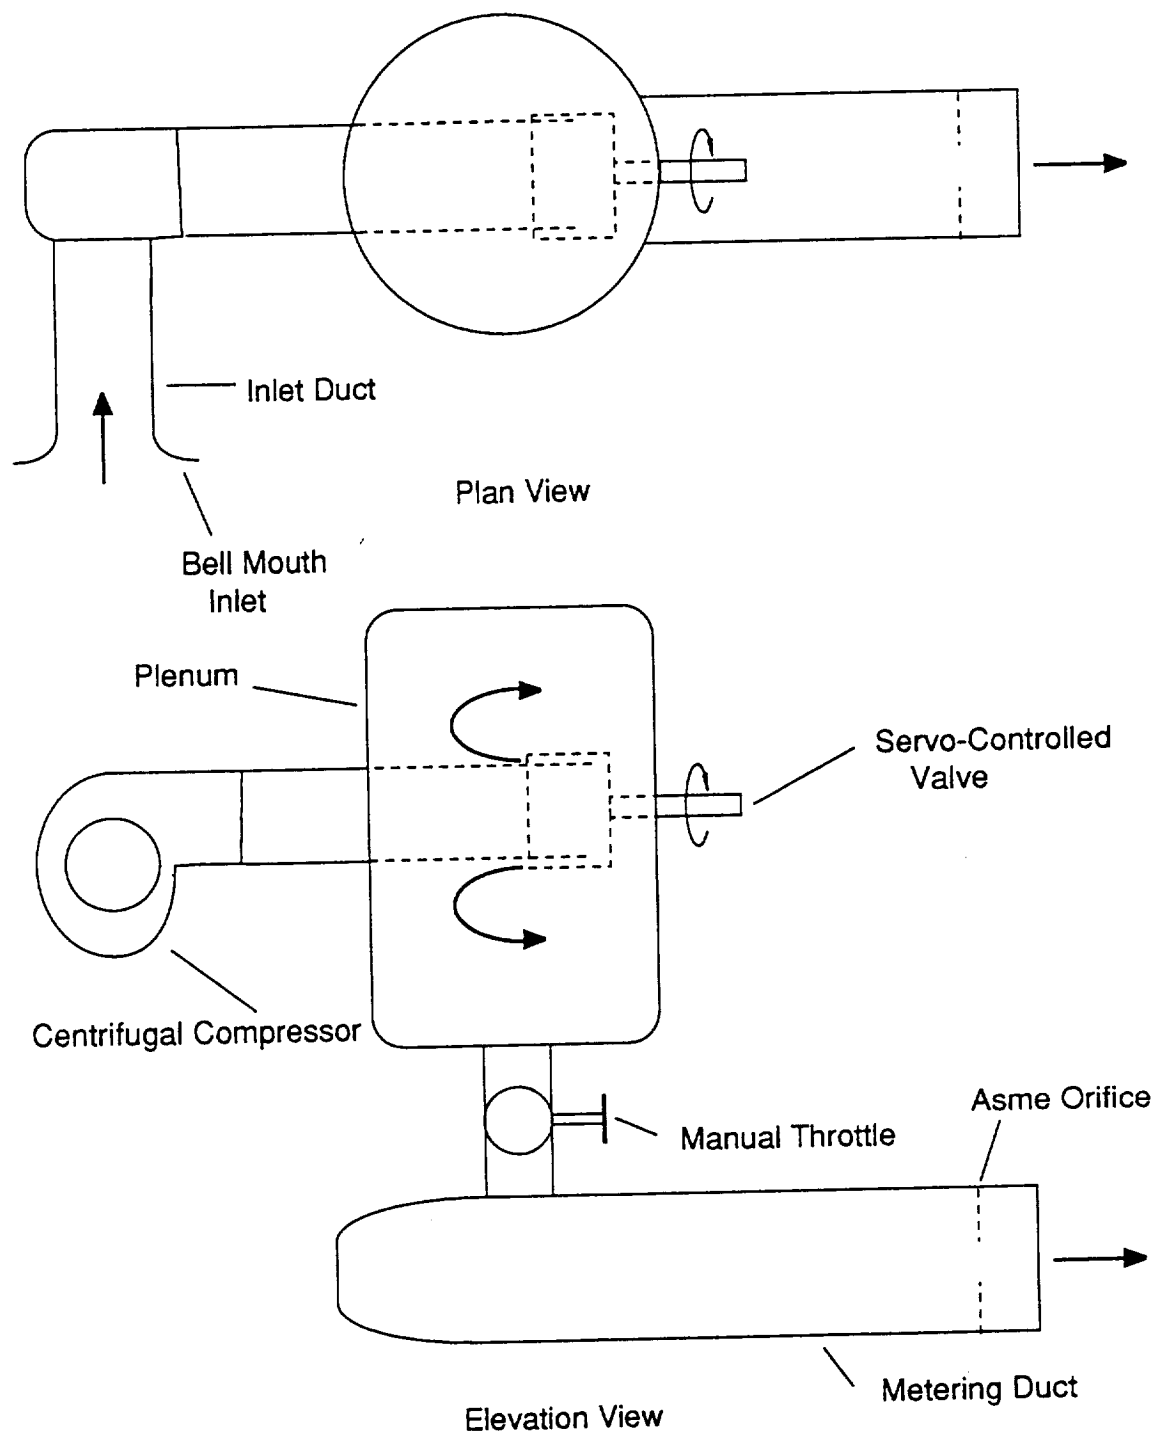 Inlet Duct
Plan View
Bell Mouth
Inlet
Plenum
Servo-Controlled
Valve
Centrifugal Compressor
Asme Orifice
Manual Throttle
Metering Duct
Elevation View